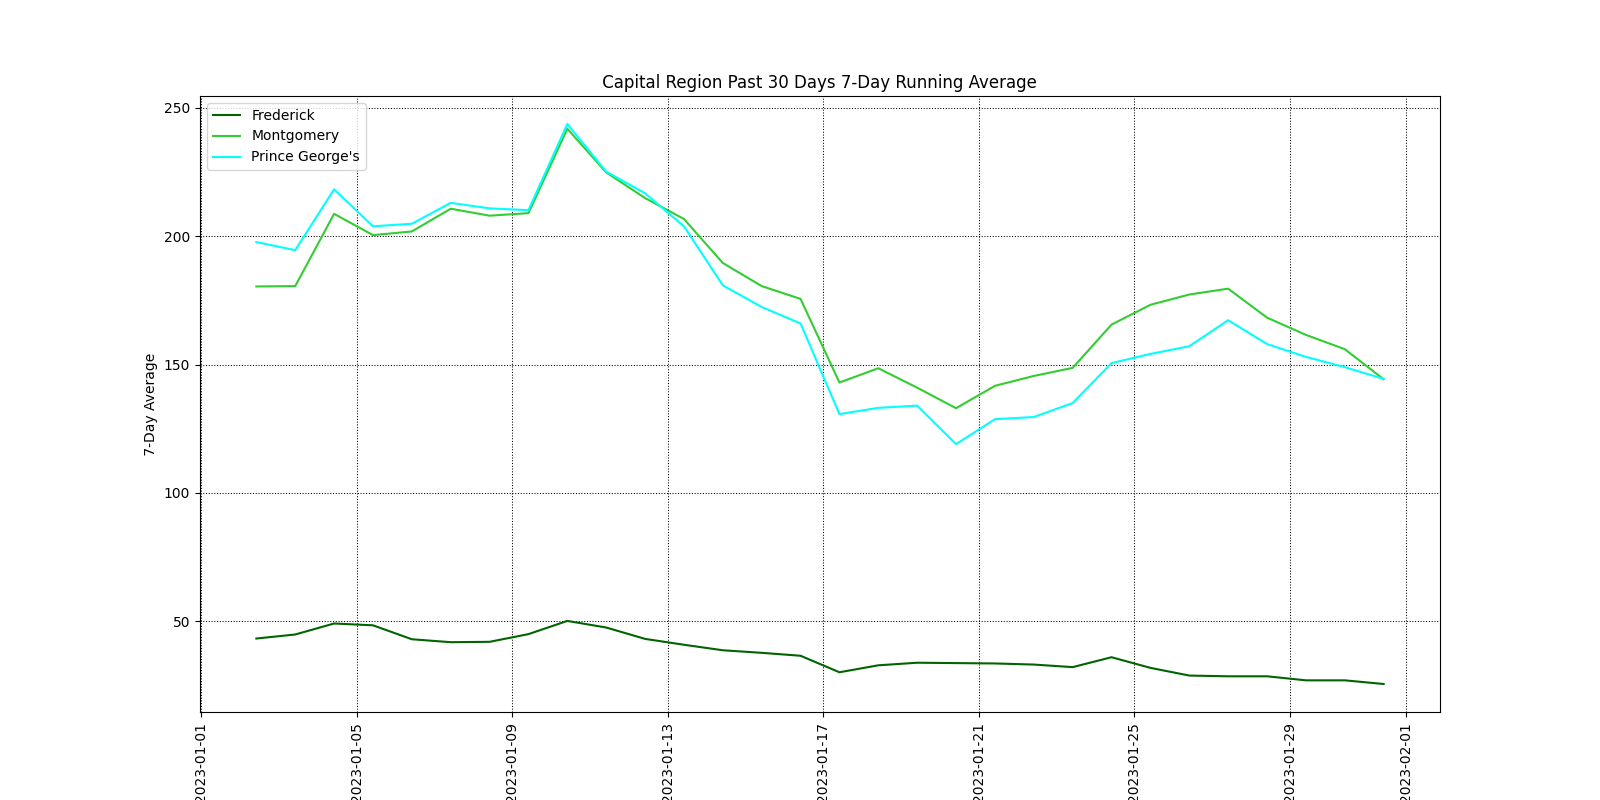 Capital Region Past 30 Days 7-Day Running Average
Frederick
Montgomery
Prince George's
7-Day Average
250
200
150
100
50
2023-01-01
2023-01-05
2023-01-09
2023-01-13
2023-01-17
2023-01-21
2023-01-25
2023-01-29
2023-02-01